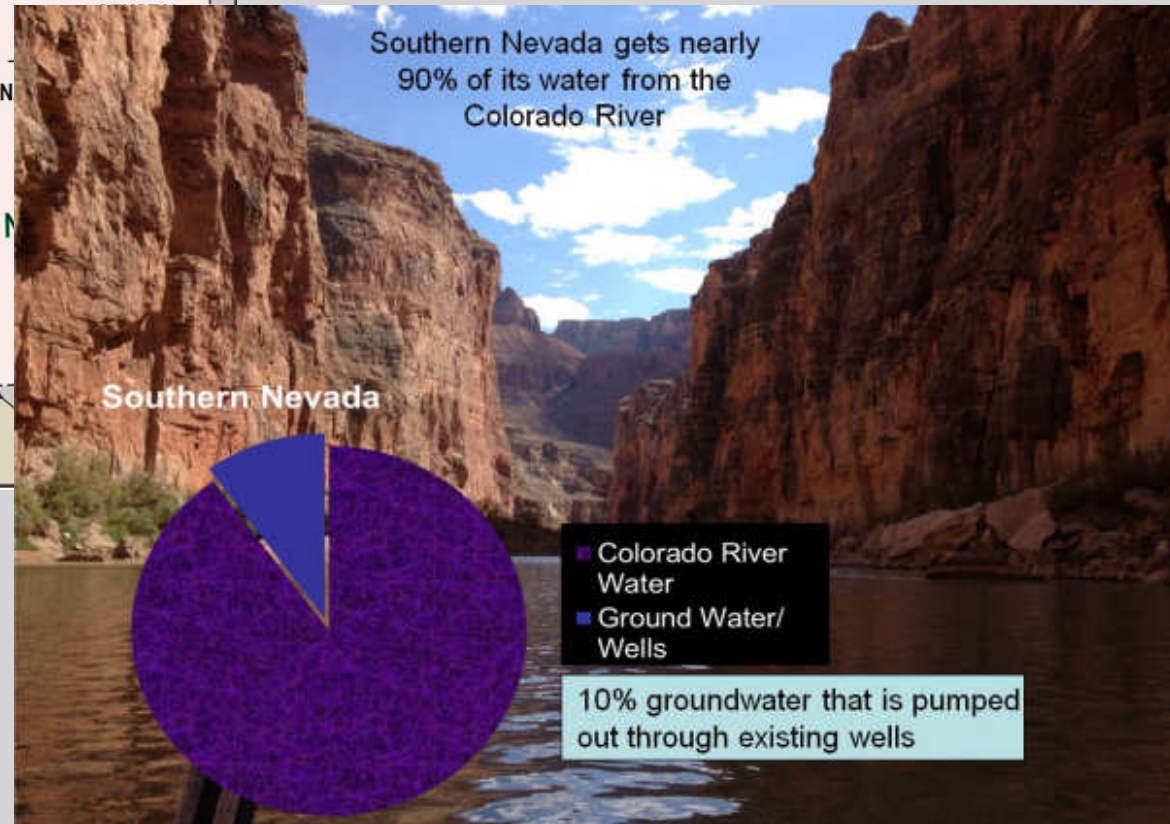 Southern Nevada gets nearly
90% of its water from the
Colorado River
Southern Nevada
Colorado River
Water
Ground Water/
Wells
10% groundwater that is pumped
out through existing wells